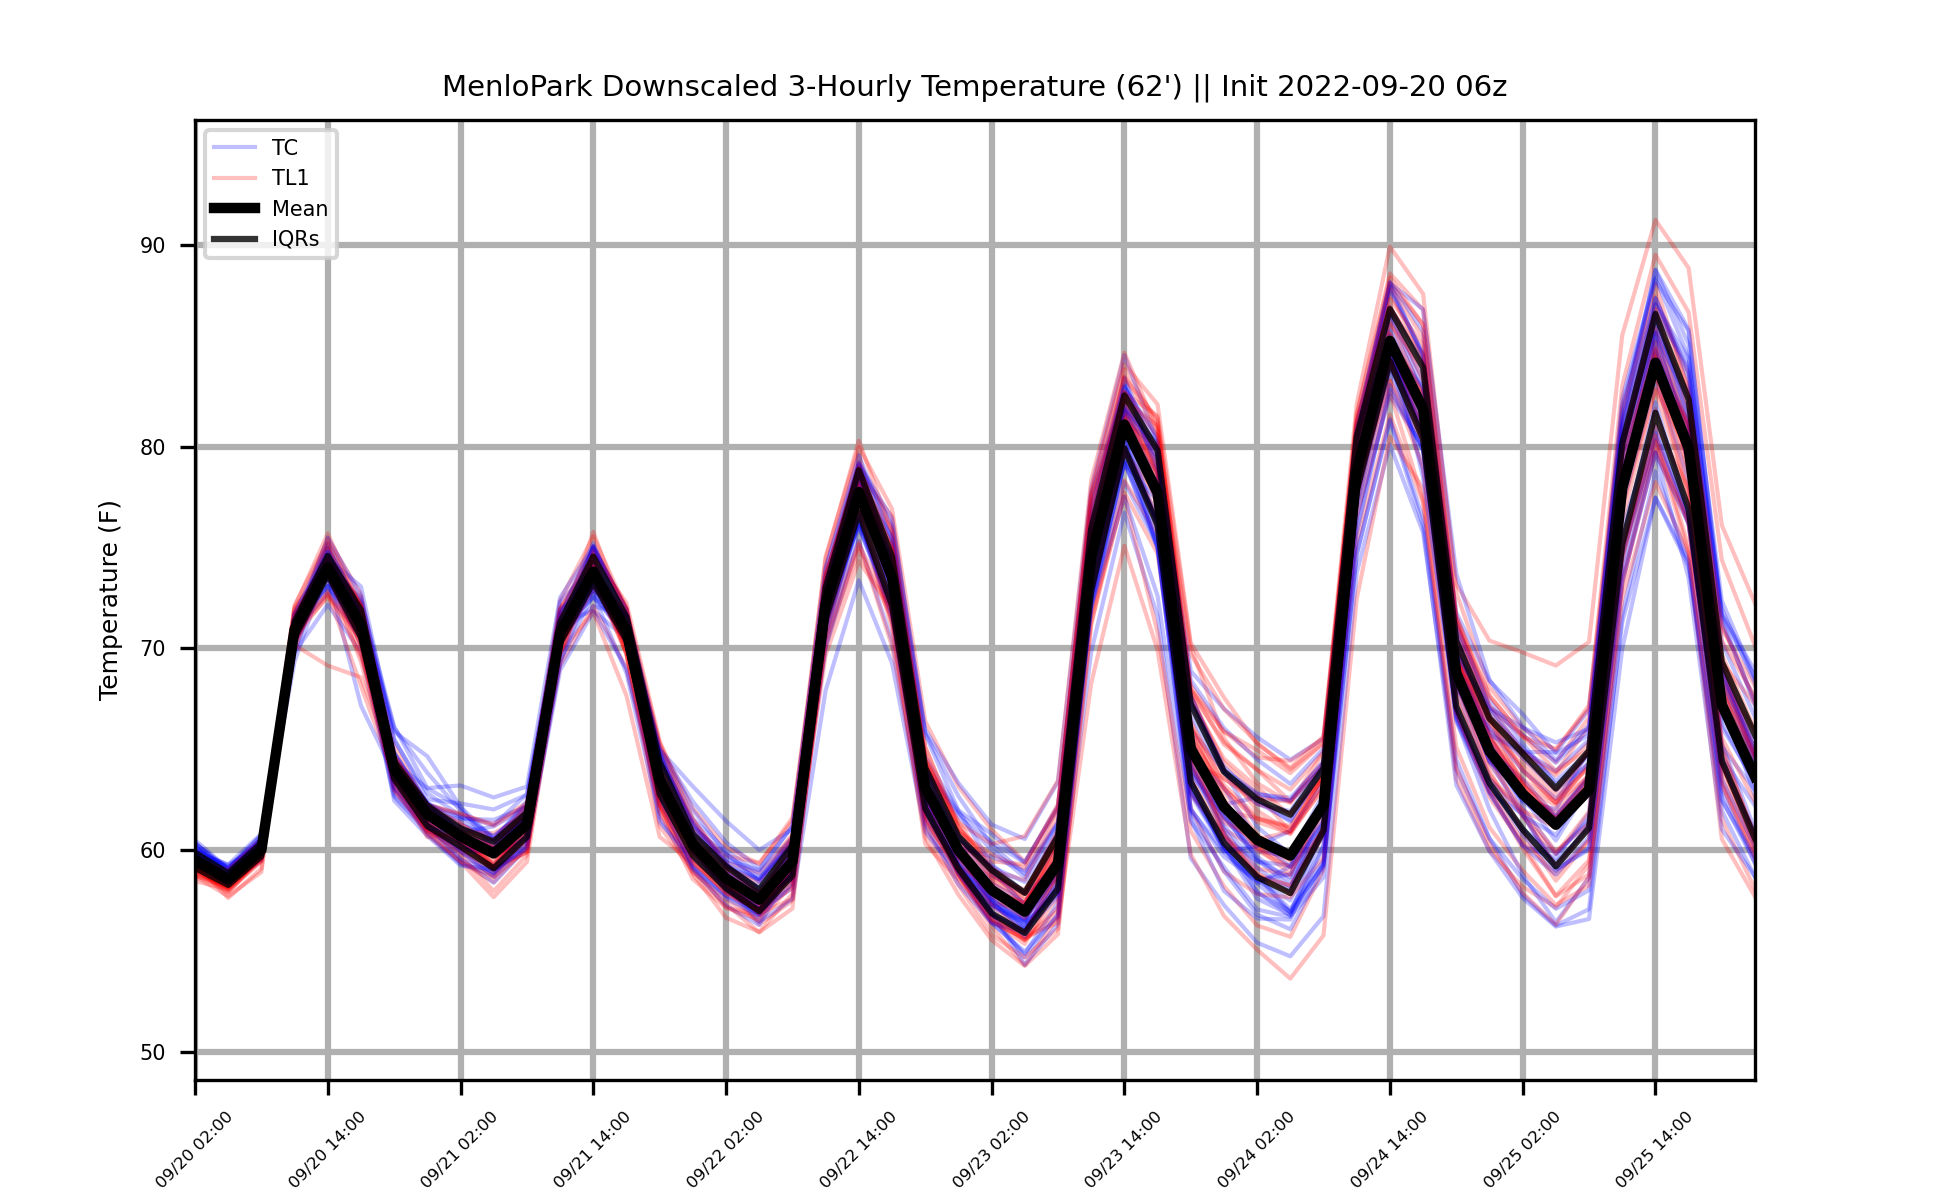 MenloPark Downscaled 3-Hourly Temperature (62') || Init 2022-09-20 06z
TC
TL1
Mean
IQRs
Temperature (F)
90
80
70
60
50
09/20 02:00
09/20 14:00
09/21 02:00
09/21 14:00
09/22 02:00
09/22 14:00
09/23 02:00
09/23 14:00
09/24 02:00
09/24 14:00
09/25 02:00
09/25 14:00